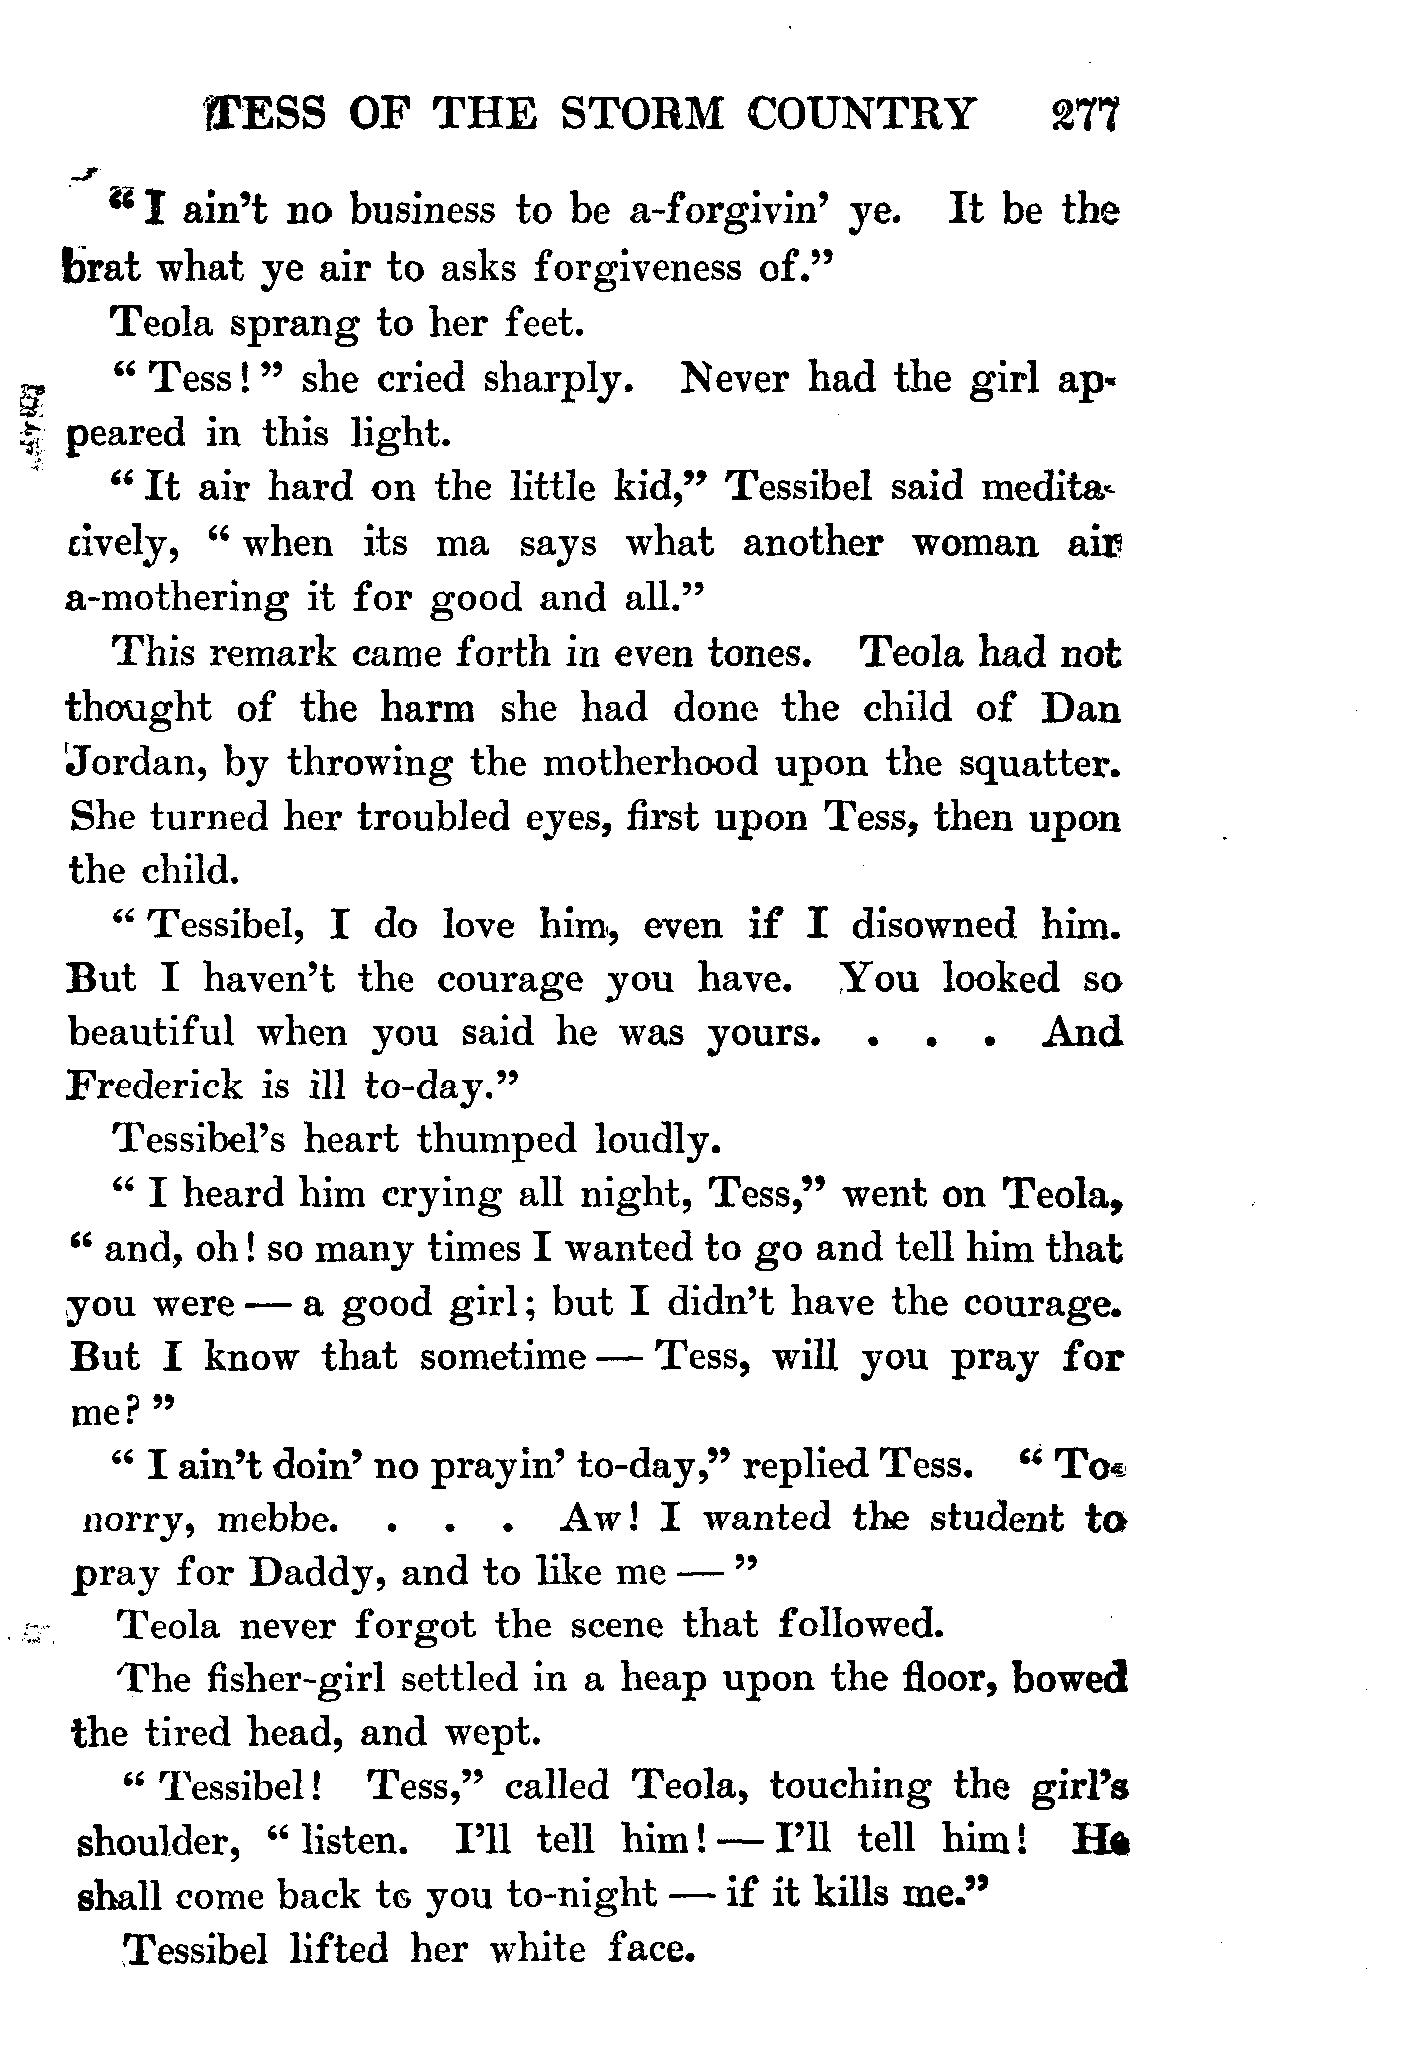 TESS OF THE STORM COUNTRY 277
“I ain't no business to be a-forgivin' ye. It be the
brat what ye air to asks forgiveness of.”
Teola sprang to her feet.
“Tess!” she cried sharply. Never had the girl ap-
peared in this light.
“It air hard on the little kid,” Tessibel said medita-
tively, “when its ma says what another woman air
a-mothering it for good and all.”
This remark came forth in even tones. Teola had not
thought of the harm she had done the child of Dan
Jordan, by throwing the motherhood upon the squatter.
She turned her troubled eyes, first upon Tess, then upon
the child.
“Tessibel, I do love him, even if I disowned him.
But I haven't the courage you have. You looked so
beautiful when you said he was yours. . . . And
Frederick is ill to-day.”
Tessibel's heart thumped loudly.
“I heard him crying all night, Tess,” went on Teola,
“and, oh! so many times I wanted to go and tell him that
you were — a good girl; but I didn't have the courage.
But I know that sometime — Tess, will you pray for
me?”
“I ain't doin' no prayin' to-day,” replied Tess. “To-
norry, mebbe. . . . Aw! I wanted the student to
pray for Daddy, and to like me — ”
Teola never forgot the scene that followed.
The fisher-girl settled in a heap upon the floor, bowed
the tired head, and wept.
“Tessibel! Tess,” called Teola, touching the girl's
shoulder, “listen. I'll tell him! — I'll tell him! He
shall come back to you to-night — if it kills me.”
Tessibel lifted her white face.